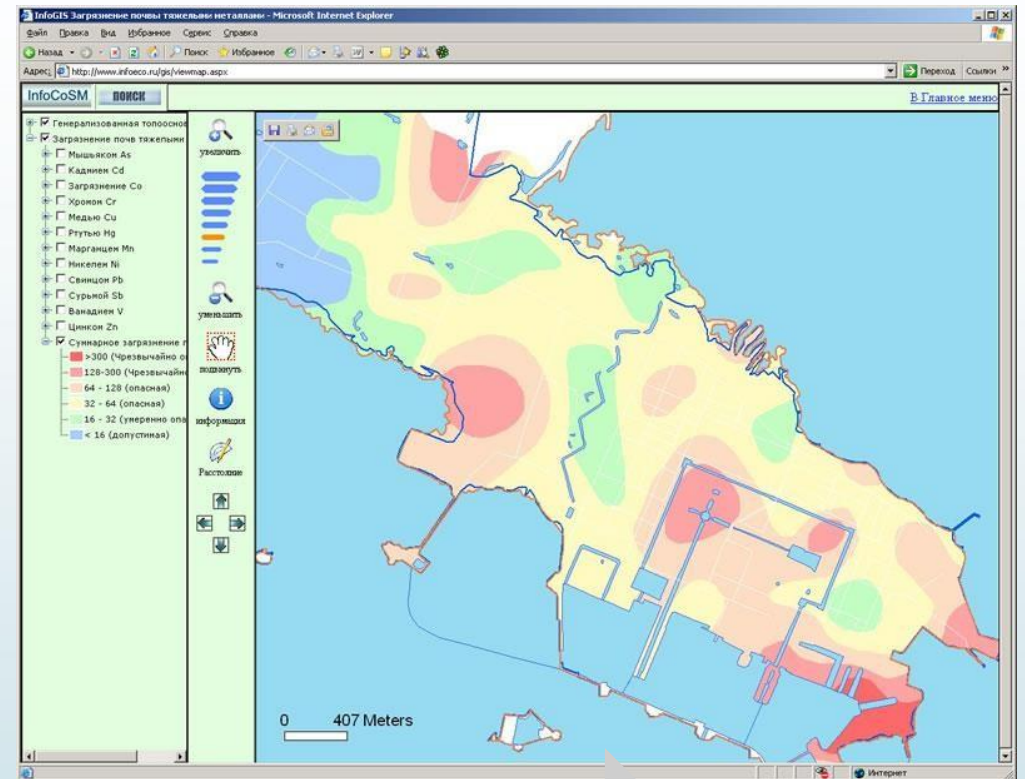 InfoGIS Загрязнение почвы тяжелыми металлами - Microsoft Internet Explorer
Файл Правка Вид Избранное Сервис Справка
Назад Поиск Избранное
Адрес: http://www.infoeco.ru/gis/viewmap.aspx Переход Ссылки »
InfoCoSM ПОИСК В Главное меню
Генерализованная топооснов
Загрязнение почв тяжелыми
Мышьяком As
Кадмием Cd
Загрязнение Co
Хромом Cr
Медью Cu
Ртутью Hg
Марганцем Mn
Никелем Ni
Свинцом Pb
Сурьмой Sb
Ванадием V
Цинком Zn
Суммарное загрязнение п
>300 (Чрезвычайно о
128-300 (Чрезвычайн
64 - 128 (опасная)
32 - 64 (опасная)
16 - 32 (умеренно опа
< 16 (допустимая)
увеличить
уменьшить
подвинуть
информация
Расстояние
0 407 Meters
Интернет